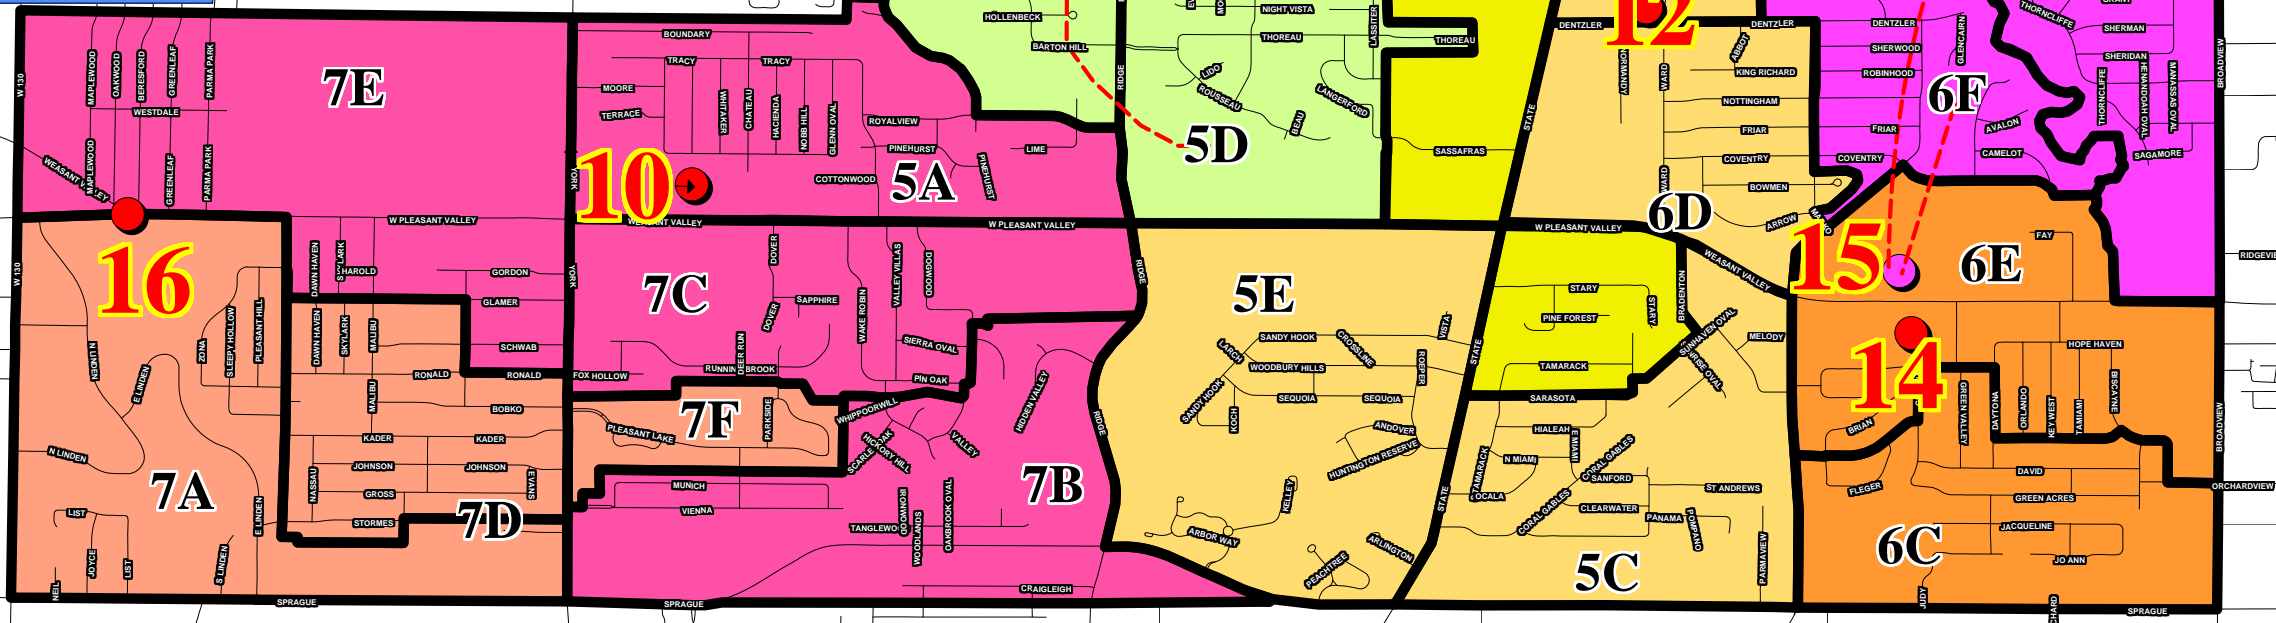 HOLLENBECK
NIGHT VISTA
LASSITER
THOREAU
THOREAU
BARTON HILL
RIDGE
LIDO
ROUSSEAU
LANGERFORD
BEAU
5D
SASSAFRAS
STATE
12
DENTZLER
DENTZLER
DENTZLER
NORMANDY
WARD
ABBOT
KING RICHARD
NOTTINGHAM
FRIAR
COVENTRY
WARD
BOWMEN
ARROW
6D
SHERWOOD
ROBINHOOD
FRIAR
COVENTRY
GLENCAIRN
6F
AVALON
CAMELOT
THORNCLIFFE
SHERMAN
SHERIDAN
THORNCLIFFE
HENANDOAH OVAL
MANASSAS OVAL
SAGAMORE
BROADVIEW
W 130
MAPLEWOOD
OAKWOOD
BERESFORD
GREENLEAF
PARMA PARK
7E
WESTDALE
MAPLEWOOD
GREENLEAF
PARMA PARK
BOUNDARY
TRACY
TRACY
MOORE
TERRACE
WHITAKER
CHATEAU
HACIENDA
NOBB HILL
GLENN OVAL
ROYALVIEW
PINEHURST
PINEHURST
LIME
COTTONWOOD
5A
10
YORK
W PLEASANT VALLEY
W PLEASANT VALLEY
W PLEASANT VALLEY
16
W 130
DAWN HAVEN
HAROLD
GORDON
GLAMER
YORK
DAWN HAVEN
SKYLARK
MALIBU
SCHWAB
RONALD
RONALD
MALIBU
BOBKO
KADER
KADER
JOHNSON
JOHNSON
NASSAU
GROSS
EVANS
STORMES
7D
ZONA
SLEEPY HOLLOW
PLEASANT HILL
N LINDEN
E LINDEN
N LINDEN
7A
LIST
JOYCE
LIST
NEIL
S LINDEN
E LINDEN
SPRAGUE
7C
DOVER
DOVER
SAPPHIRE
WAKE ROBIN
VALLEY VILLAS
DOGWOOD
SIERRA OVAL
FOX HOLLOW
DEER RUN
PIN OAK
7F
PLEASANT LAKE
PARKSIDE
WHIPPOORWILL
HICKORY HILL
VALLEY
HIDDEN VALLEY
7B
MUNICH
VIENNA
IRONWOOD
WOODLANDS
OAKBROOK OVAL
CRAIGLEIGH
SPRAGUE
RIDGE
RIDGE
5E
VISTA
LARCH
SANDY HOOK
CROSSLINE
WOODBURY HILLS
ROEPER
SANDY HOOK
KOCH
SEQUOIA
SEQUOIA
ANDOVER
HUNTINGTON RESERVE
KELLEY
ARBOR WAY
PEACHTREE
ARLINGTON
STATE
STATE
STARY
STARY
PINE FOREST
TAMARACK
BRADENTON
SUNHAVEN OVAL
MELODY
SARASOTA
HIALEAH
N MIAMI
E MIAMI
TAMARACK
OCALA
CORAL GABLES
CORAL GABLES
SANFORD
ST ANDREWS
CLEARWATER
PANAMA
POMPANO
PARMAVIEW
5C
15
14
6E
FAY
RIDGEVIEW
HOPE HAVEN
BRIAN
GREEN VALLEY
DAYTONA
ORLANDO
KEY WEST
TAMIAMI
BISCAYNE
BROADVIEW
FLEGER
DAVID
GREEN ACRES
ORCHARDVIEW
JACQUELINE
JO ANN
6C
JUDY
SPRAGUE